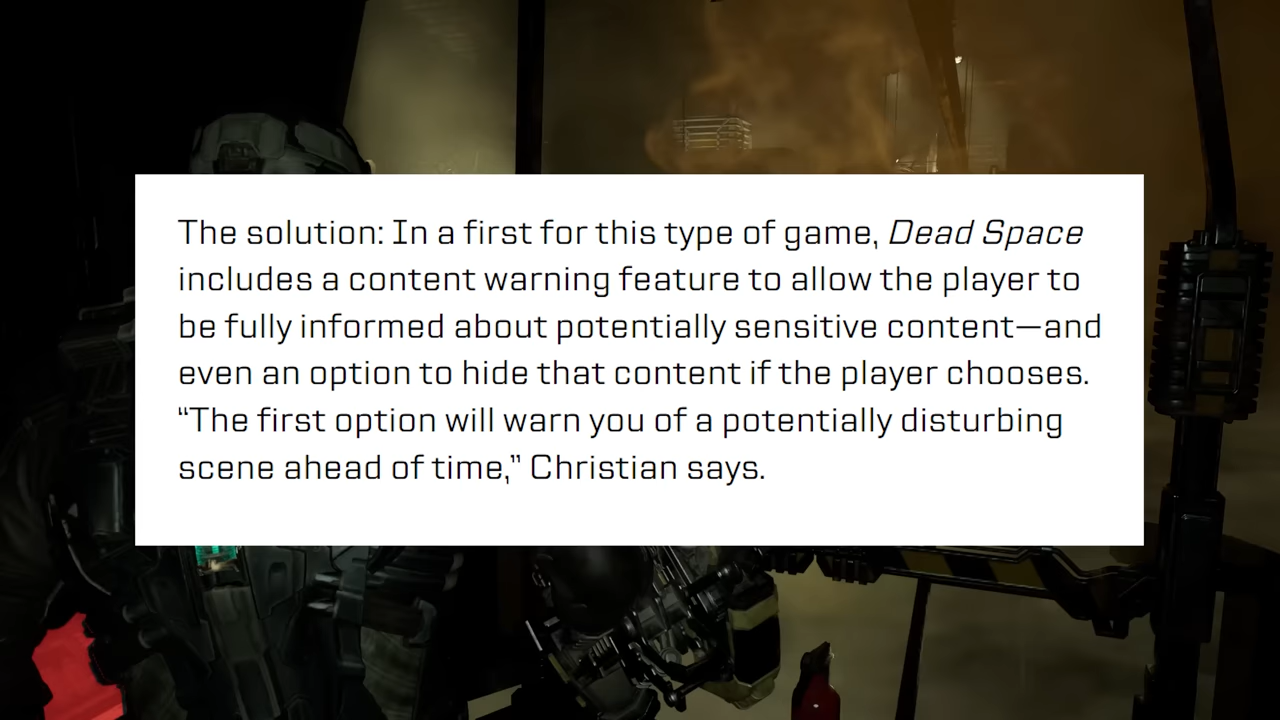 The solution: In a first for this type of game, Dead Space
includes a content warning feature to allow the player to
be fully informed about potentially sensitive content—and
even an option to hide that content if the player chooses.
“The first option will warn you of a potentially disturbing
scene ahead of time,” Christian says.